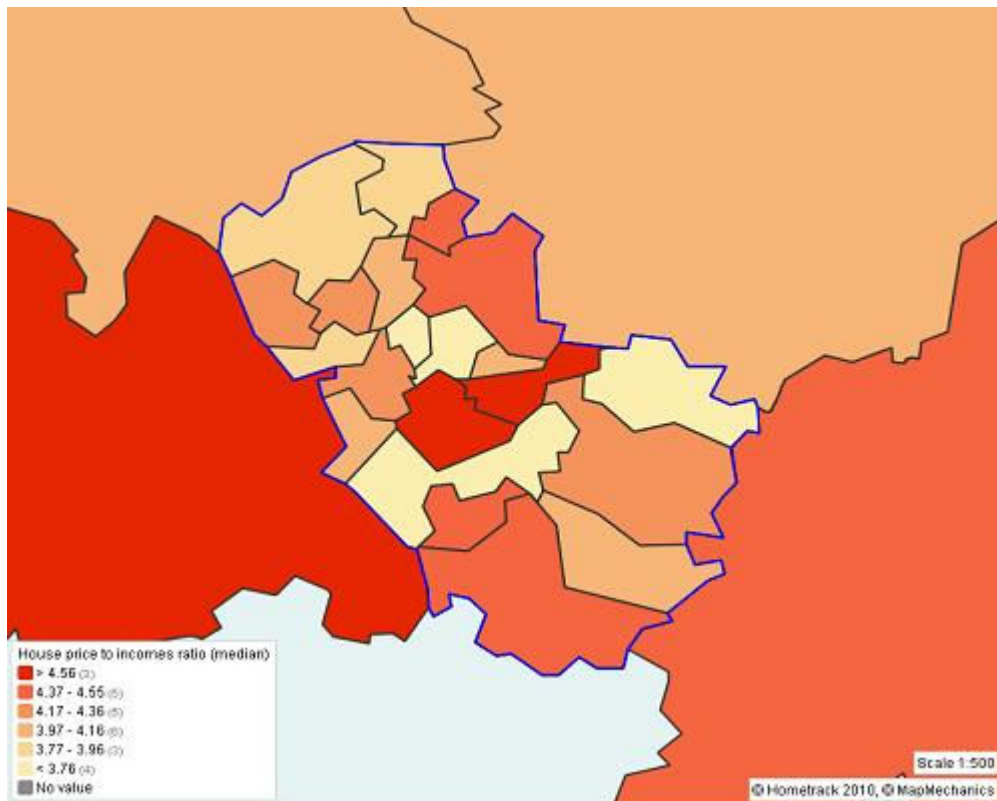 House price to incomes ratio (median)
> 4.56 (3)
4.37 - 4.55 (5)
4.17 - 4.36 (5)
3.97 - 4.16 (6)
3.77 - 3.96 (3)
< 3.76 (4)
No value
Scale 1:500
© Hometrack 2010, © MapMechanics